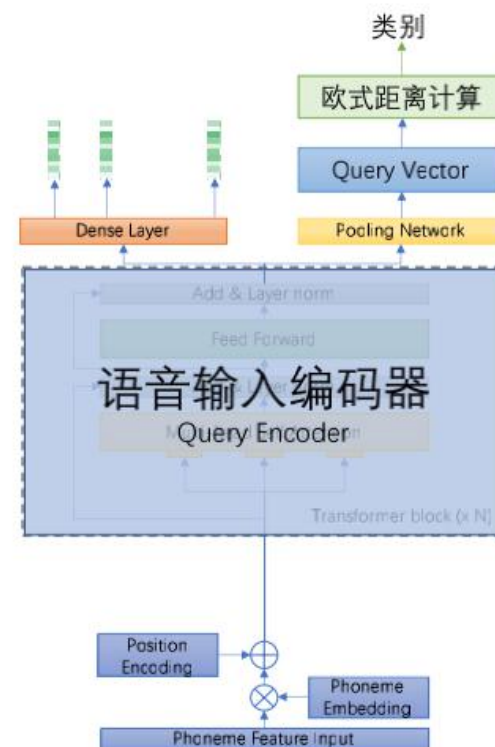 类别
欧式距离计算
Query Vector
Dense Layer
Pooling Network
Add & Layer norm
Feed Forward
语音输入编码器
Query Encoder
Transformer block (x N)
Position
Encoding
Phoneme
Embedding
Phoneme Feature Input